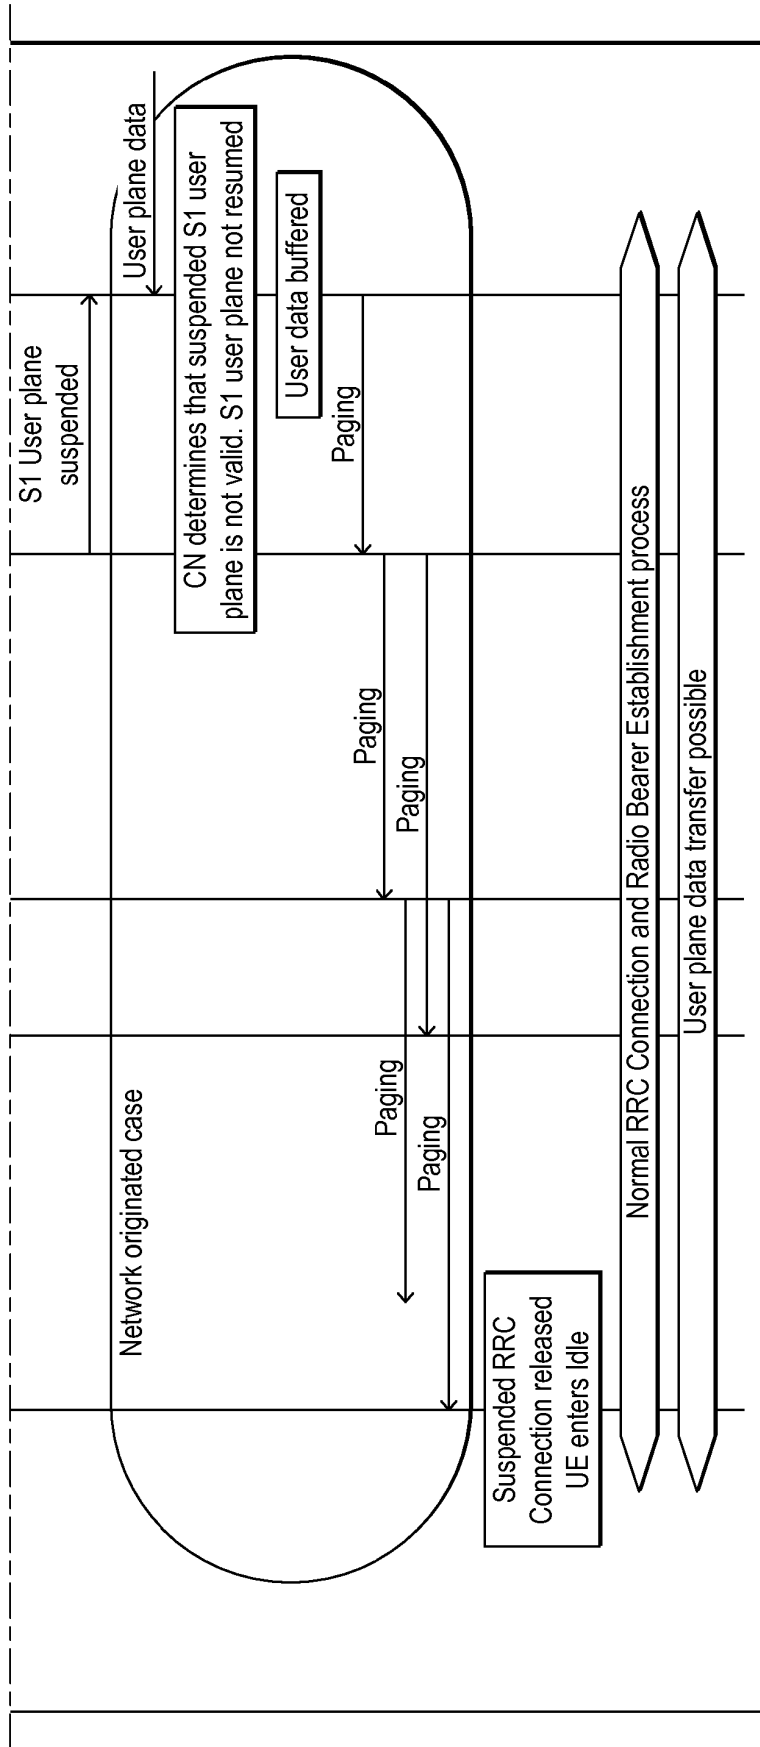 S1 User plane
suspended
User plane data
Network originated case
CN determines that suspended S1 user
plane is not valid. S1 user plane not resumed
User data buffered
Paging
Paging
Paging
Paging
Paging
Suspended RRC
Connection released
UE enters Idle
Normal RRC Connection and Radio Bearer Establishment process
User plane data transfer possible